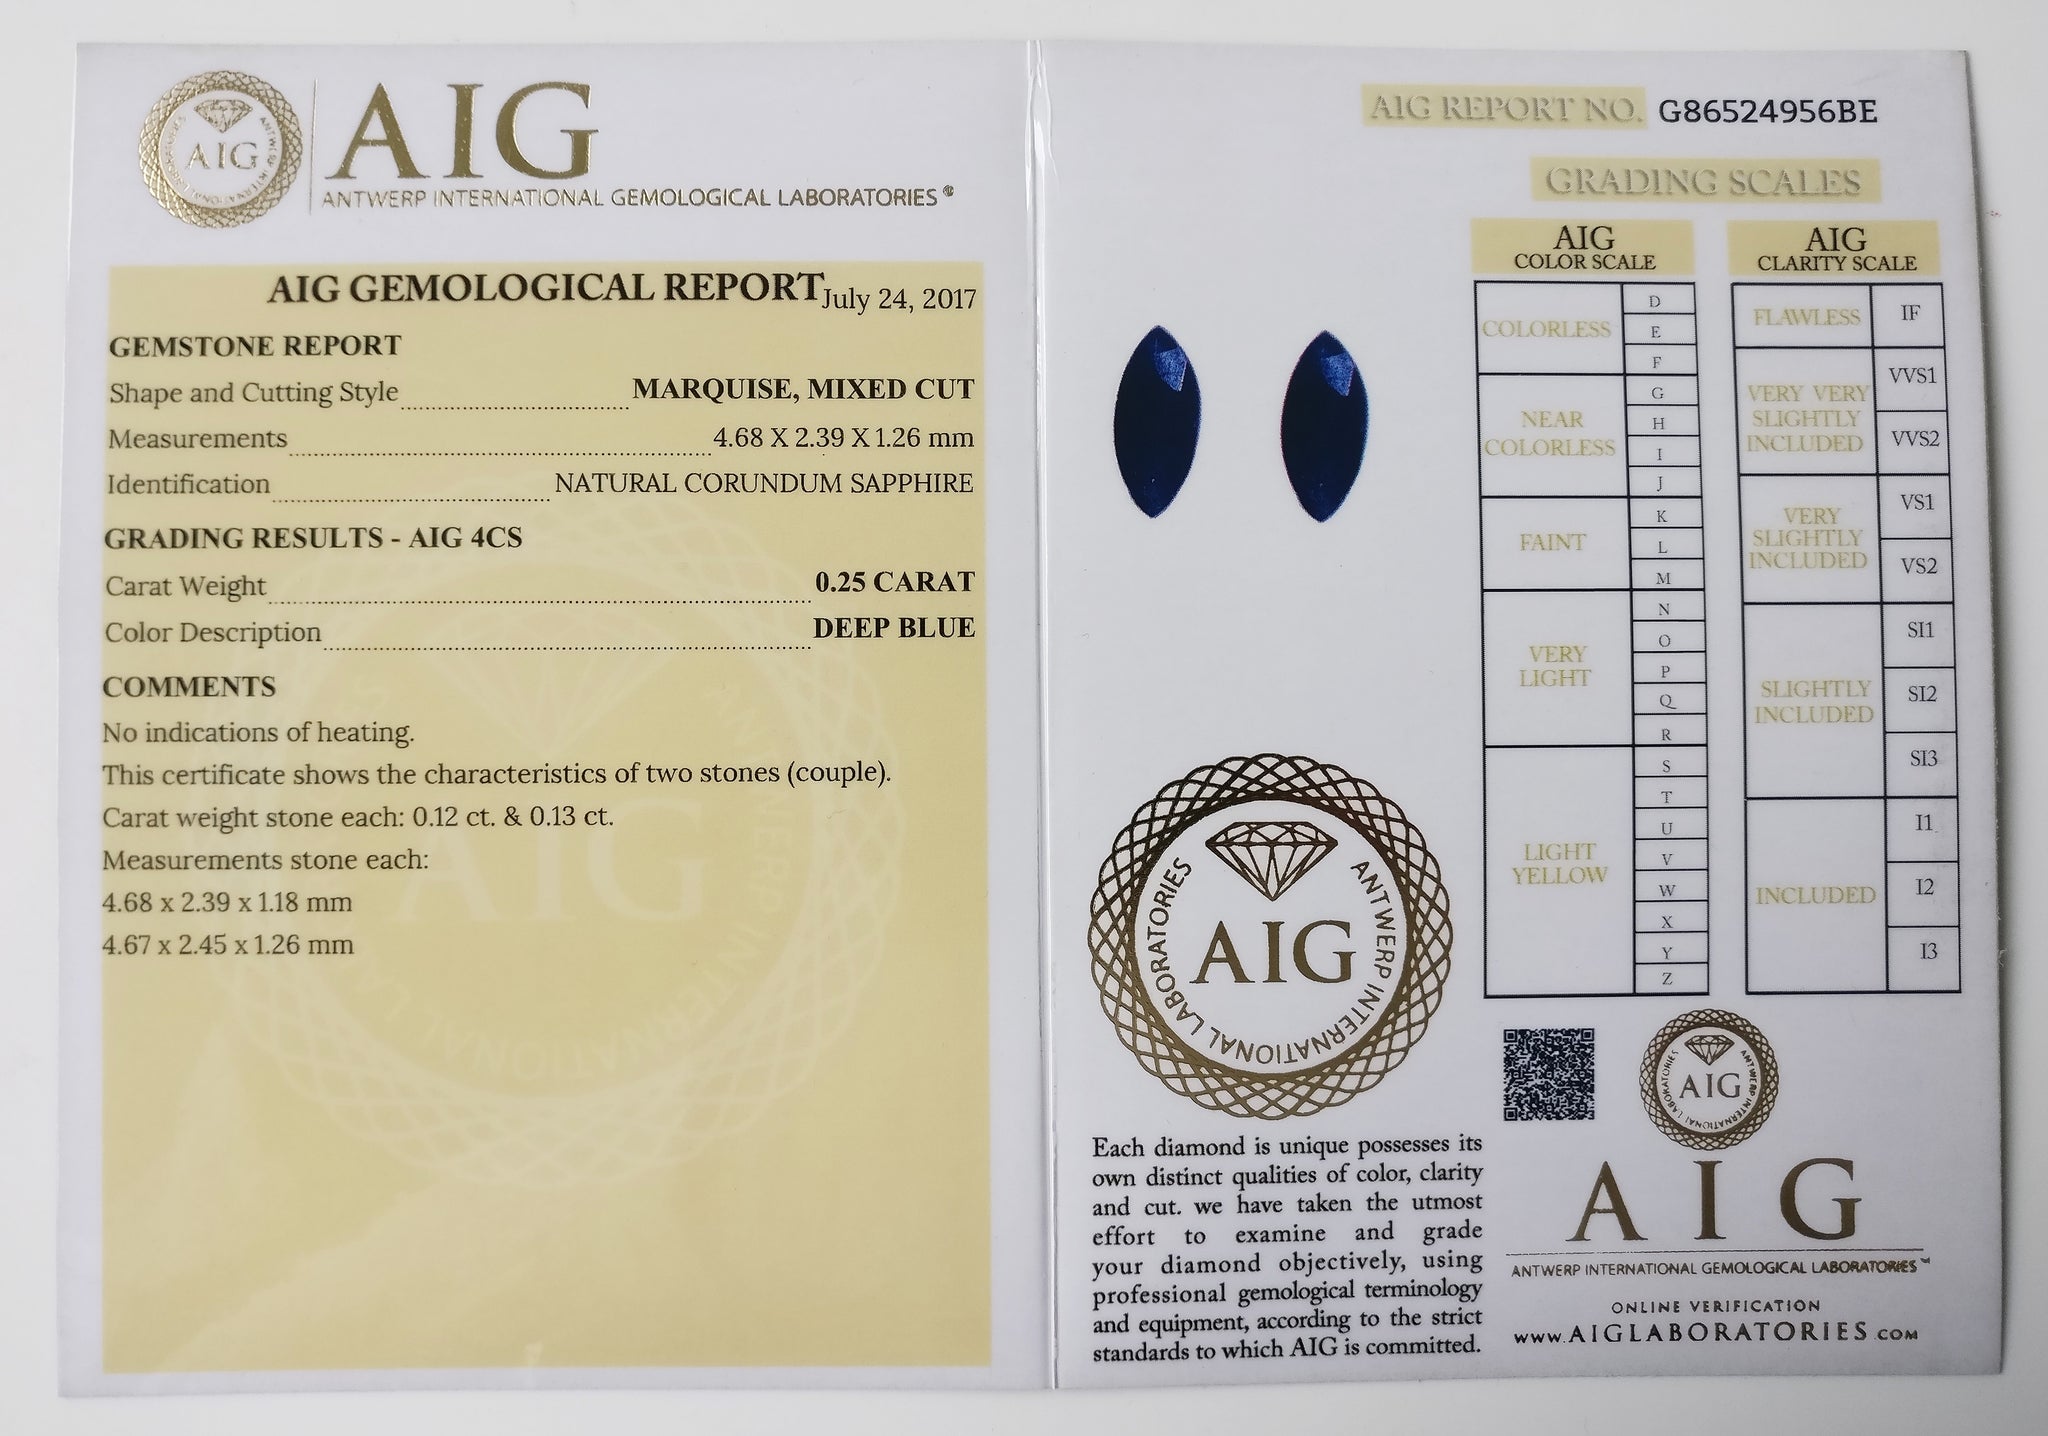 AIG
AIG
ANTWERP INTERNATIONAL GEMOLOGICAL LABORATORIES
AIG GEMOLOGICAL REPORT July 24, 2017
GEMSTONE REPORT
Shape and Cutting Style MARQUISE, MIXED CUT
Measurements 4.68 X 2.39 X 1.26 mm
Identification NATURAL CORUNDUM SAPPHIRE
GRADING RESULTS - AIG 4CS
Carat Weight 0.25 CARAT
Color Description DEEP BLUE
COMMENTS
No indications of heating.
This certificate shows the characteristics of two stones (couple).
Carat weight stone each: 0.12 ct. & 0.13 ct.
Measurements stone each:
4.68 x 2.39 x 1.18 mm
4.67 x 2.45 x 1.26 mm
AIG REPORT NO. G86524956BE
GRADING SCALES
AIG
COLOR SCALE
COLORLESS
D
E
F
NEAR
COLORLESS
G
H
I
J
FAINT
K
L
M
VERY
LIGHT
N
O
P
Q
R
LIGHT
YELLOW
S
T
U
V
W
X
Y
Z
AIG
CLARITY SCALE
FLAWLESS
IF
VERY VERY
SLIGHTLY
INCLUDED
VVS1
VVS2
VERY
SLIGHTLY
INCLUDED
VS1
VS2
SLIGHTLY
INCLUDED
SI1
SI2
SI3
INCLUDED
I1
I2
I3
ANTWERP INTERNATIONAL LABORATORIES
AIG
Each diamond is unique possesses its
own distinct qualities of color, clarity
and cut. we have taken the utmost
effort to examine and grade
your diamond objectively, using
professional gemological terminology
and equipment, according to the strict
standards to which AIG is committed.
ANTWERP INTERNATIONAL LABORATORIES
AIG
AIG
ANTWERP INTERNATIONAL GEMOLOGICAL LABORATORIES™
ONLINE VERIFICATION
www.AIGLABORATORIES.COM